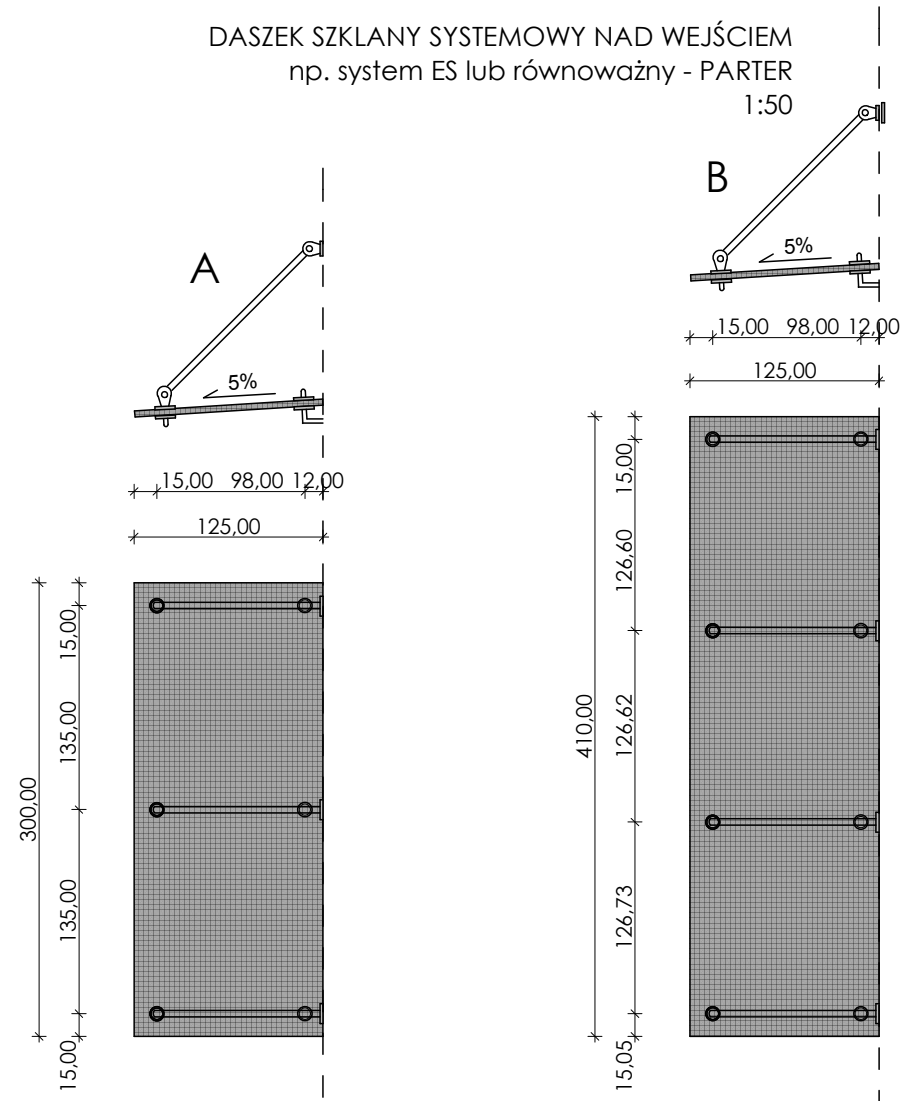 DASZEK SZKLANY SYSTEMOWY NAD WEJŚCIEM
np. system ES lub równoważny - PARTER
1:50
A
5%
15,00 98,00 12,00
125,00
300,00
15,00
135,00
135,00
15,00
B
5%
15,00 98,00 12,00
125,00
410,00
15,00
126,60
126,62
126,73
15,05